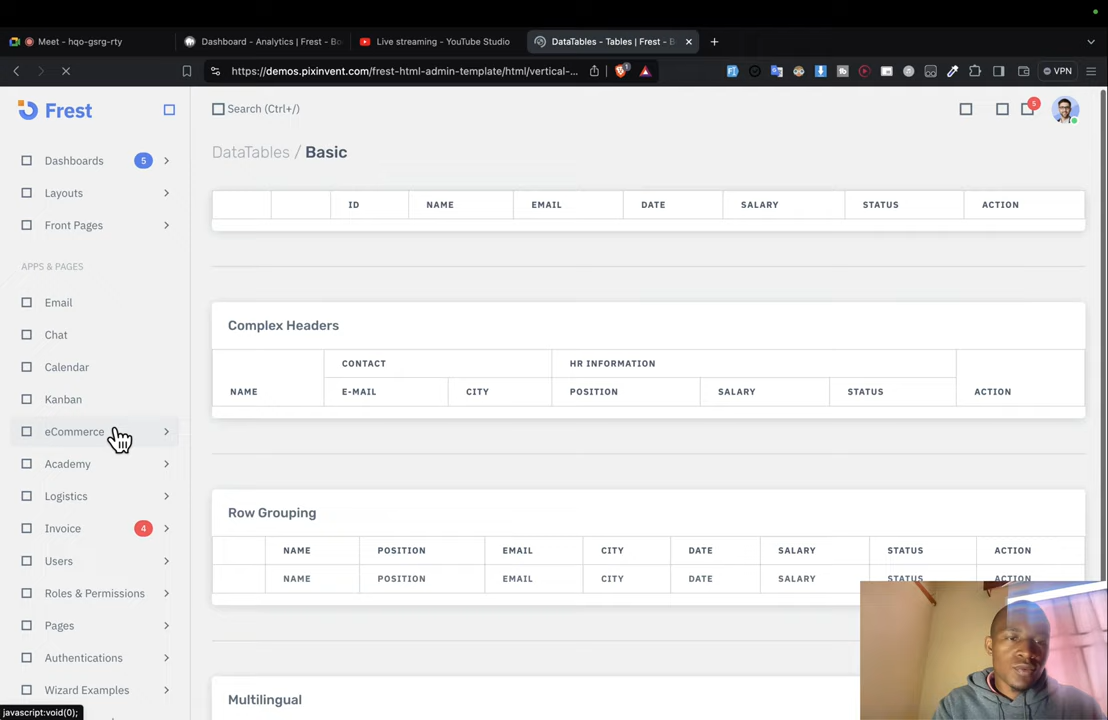 Meet - hqo-gsrg-rty
Dashboard - Analytics | Frest - Bo
Live streaming - YouTube Studio
DataTables - Tables | Frest - B
https://demos.pixinvent.com/frest-html-admin-template/html/vertical-...
VPN
Frest
Search (Ctrl+/)
5
DataTables / Basic
Dashboards 5
Layouts
Front Pages
APPS & PAGES
Email
Chat
Calendar
Kanban
eCommerce
Academy
Logistics
Invoice 4
Users
Roles & Permissions
Pages
Authentications
Wizard Examples
javascript:void(0);
ID NAME EMAIL DATE SALARY STATUS ACTION
Complex Headers
CONTACT HR INFORMATION
NAME E-MAIL CITY POSITION SALARY STATUS ACTION
Row Grouping
NAME POSITION EMAIL CITY DATE SALARY STATUS ACTION
NAME POSITION EMAIL CITY DATE SALARY STATUS ACTION
Multilingual